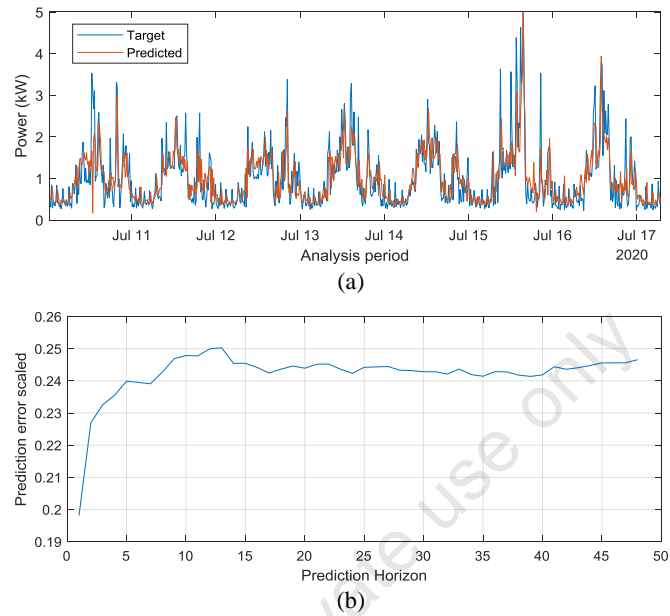 5
4
3
2
1
0
Power (kW)
Target
Predicted
Jul 11 Jul 12 Jul 13 Jul 14 Jul 15 Jul 16 Jul 17
2020
Analysis period
(a)
0.26
0.25
0.24
0.23
0.22
0.21
0.2
0.19
Prediction error scaled
0 5 10 15 20 25 30 35 40 45 50
Prediction Horizon
(b)
vate use only